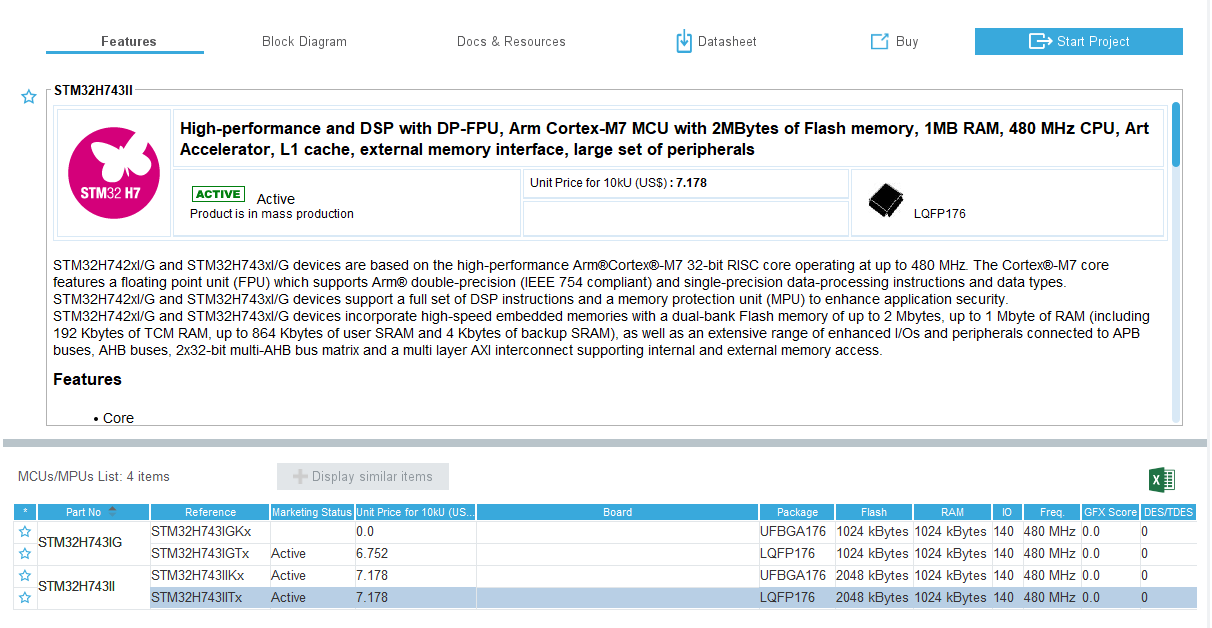 Features
Block Diagram
Docs & Resources
Datasheet
Buy
Start Project
STM32H743II
STM32 H7
High-performance and DSP with DP-FPU, Arm Cortex-M7 MCU with 2MBytes of Flash memory, 1MB RAM, 480 MHz CPU, Art
Accelerator, L1 cache, external memory interface, large set of peripherals
ACTIVE Active
Product is in mass production
Unit Price for 10kU (US$) : 7.178
LQFP176
STM32H742xI/G and STM32H743xI/G devices are based on the high-performance Arm®Cortex®-M7 32-bit RISC core operating at up to 480 MHz. The Cortex®-M7 core
features a floating point unit (FPU) which supports Arm® double-precision (IEEE 754 compliant) and single-precision data-processing instructions and data types.
STM32H742xI/G and STM32H743xI/G devices support a full set of DSP instructions and a memory protection unit (MPU) to enhance application security.
STM32H742xI/G and STM32H743xI/G devices incorporate high-speed embedded memories with a dual-bank Flash memory of up to 2 Mbytes, up to 1 Mbyte of RAM (including
192 Kbytes of TCM RAM, up to 864 Kbytes of user SRAM and 4 Kbytes of backup SRAM), as well as an extensive range of enhanced I/Os and peripherals connected to APB
buses, AHB buses, 2x32-bit multi-AHB bus matrix and a multi layer AXI interconnect supporting internal and external memory access.
Features
• Core
MCUs/MPUs List: 4 items
Display similar items
* Part No Reference Marketing Status Unit Price for 10kU (US... Board Package Flash RAM IO Freq. GFX Score DES/TDES
STM32H743IG
STM32H743IGKx 0.0 UFBGA176 1024 kBytes 1024 kBytes 140 480 MHz 0.0 0
STM32H743IGTx Active 6.752 LQFP176 1024 kBytes 1024 kBytes 140 480 MHz 0.0 0
STM32H743II
STM32H743IIKx Active 7.178 UFBGA176 2048 kBytes 1024 kBytes 140 480 MHz 0.0 0
STM32H743IITx Active 7.178 LQFP176 2048 kBytes 1024 kBytes 140 480 MHz 0.0 0